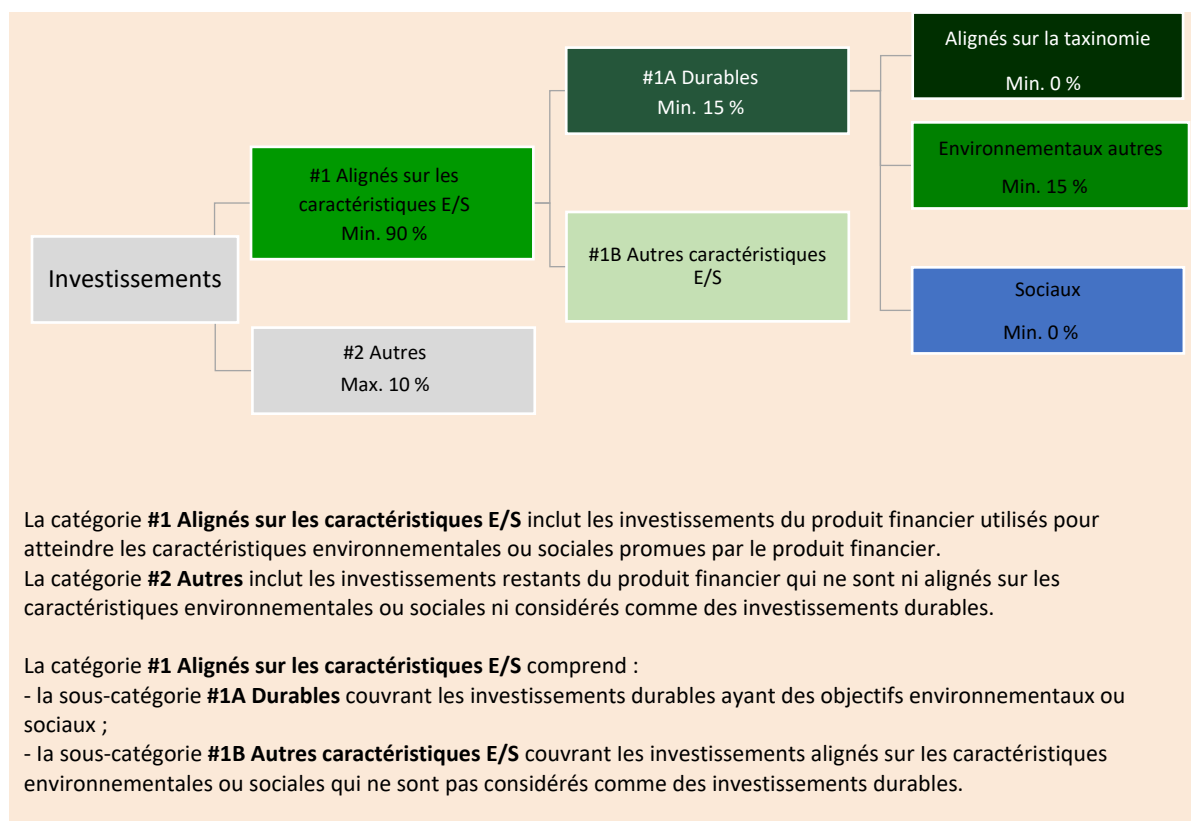 Investissements
#1 Alignés sur les
caractéristiques E/S
Min. 90 %
#2 Autres
Max. 10 %
#1A Durables
Min. 15 %
#1B Autres caractéristiques
E/S
Alignés sur la taxinomie
Min. 0 %
Environnementaux autres
Min. 15 %
Sociaux
Min. 0 %
La catégorie #1 Alignés sur les caractéristiques E/S inclut les investissements du produit financier utilisés pour
atteindre les caractéristiques environnementales ou sociales promues par le produit financier.
La catégorie #2 Autres inclut les investissements restants du produit financier qui ne sont ni alignés sur les
caractéristiques environnementales ou sociales ni considérés comme des investissements durables.
La catégorie #1 Alignés sur les caractéristiques E/S comprend :
- la sous-catégorie #1A Durables couvrant les investissements durables ayant des objectifs environnementaux ou
sociaux ;
- la sous-catégorie #1B Autres caractéristiques E/S couvrant les investissements alignés sur les caractéristiques
environnementales ou sociales qui ne sont pas considérés comme des investissements durables.